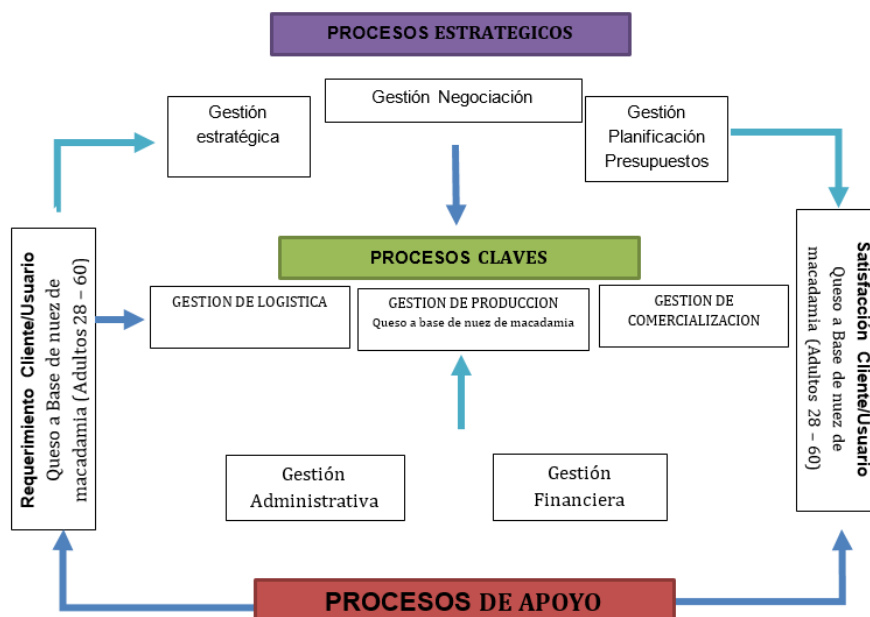 PROCESOS ESTRATEGICOS
Gestión
estratégica
Gestión Negociación
Gestión
Planificación
Presupuestos
Requerimiento Cliente/Usuario
Queso a Base de nuez de
macadamia (Adultos 28 – 60)
PROCESOS CLAVES
GESTION DE LOGISTICA
GESTION DE PRODUCCION
Queso a base de nuez de macadamia
GESTION DE
COMERCIALIZACION
Satisfacción Cliente/Usuario
Queso a Base de nuez de
macadamia (Adultos 28 – 60)
Gestión
Administrativa
Gestión
Financiera
PROCESOS DE APOYO